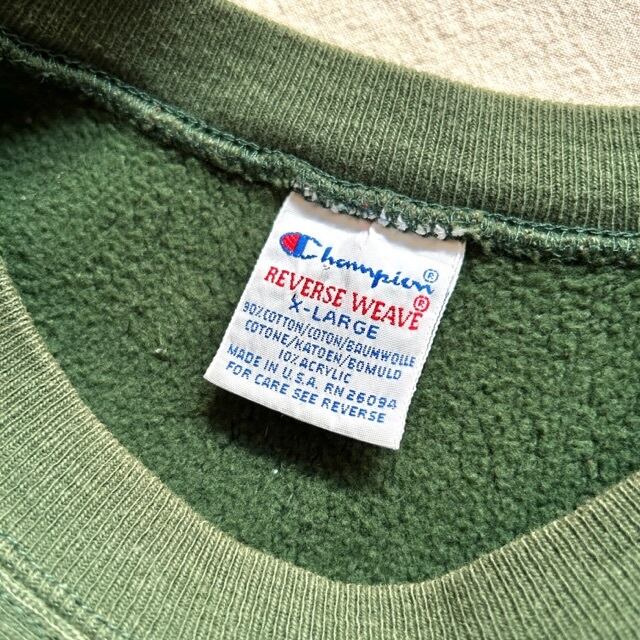 Champion®
REVERSE WEAVE®
X-LARGE
90% COTTON/COTON/BAUMWOLLE
COTONE/KATOEN/BOMULD
10% ACRYLIC
MADE IN U.S.A. RN 26094
FOR CARE SEE REVERSE